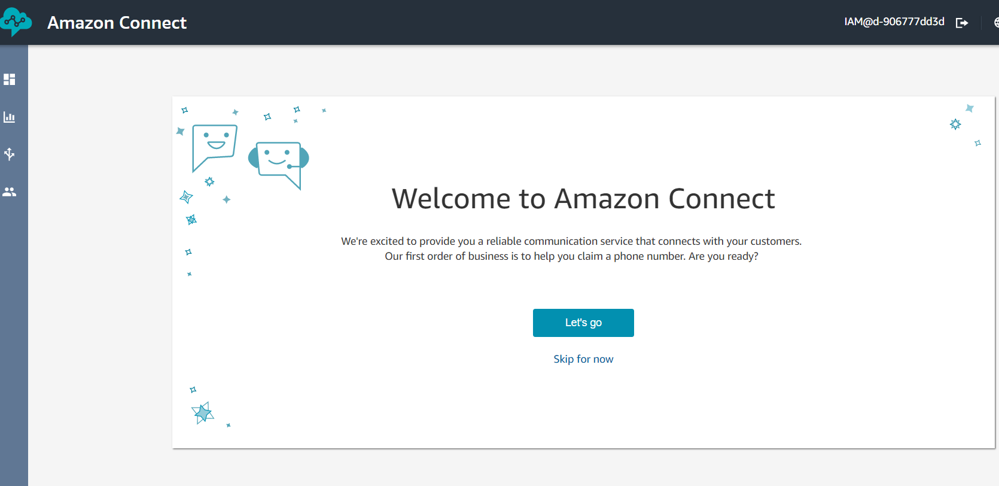 Amazon Connect
IAM@d-906777dd3d
Welcome to Amazon Connect
We're excited to provide you a reliable communication service that connects with your customers.
Our first order of business is to help you claim a phone number. Are you ready?
Let's go
Skip for now